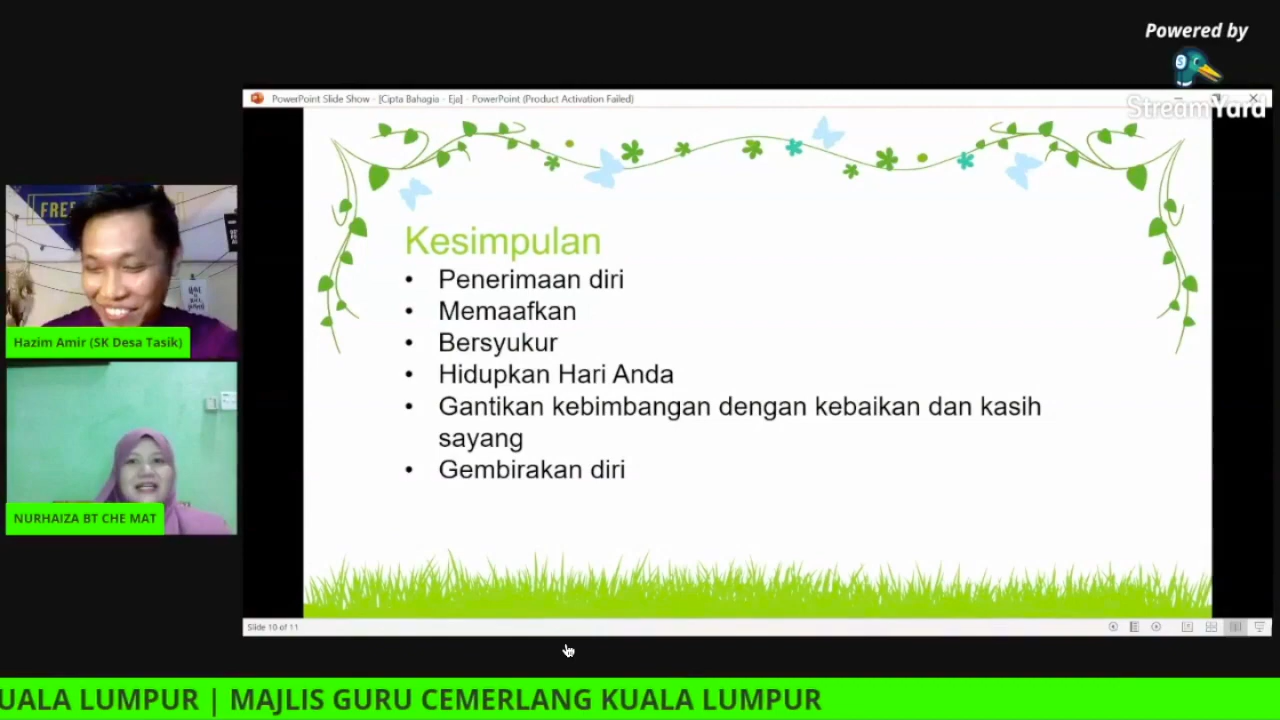 Powered by
StreamYard
PowerPoint Slide Show - [Cipta Bahagia - Eja] - PowerPoint (Product Activation Failed)
FREE
Hazim Amir (SK Desa Tasik)
NURHAIZA BT CHE MAT
Kesimpulan
• Penerimaan diri
• Memaafkan
• Bersyukur
• Hidupkan Hari Anda
• Gantikan kebimbangan dengan kebaikan dan kasih
sayang
• Gembirakan diri
Slide 10 of 11
UALA LUMPUR | MAJLIS GURU CEMERLANG KUALA LUMPUR